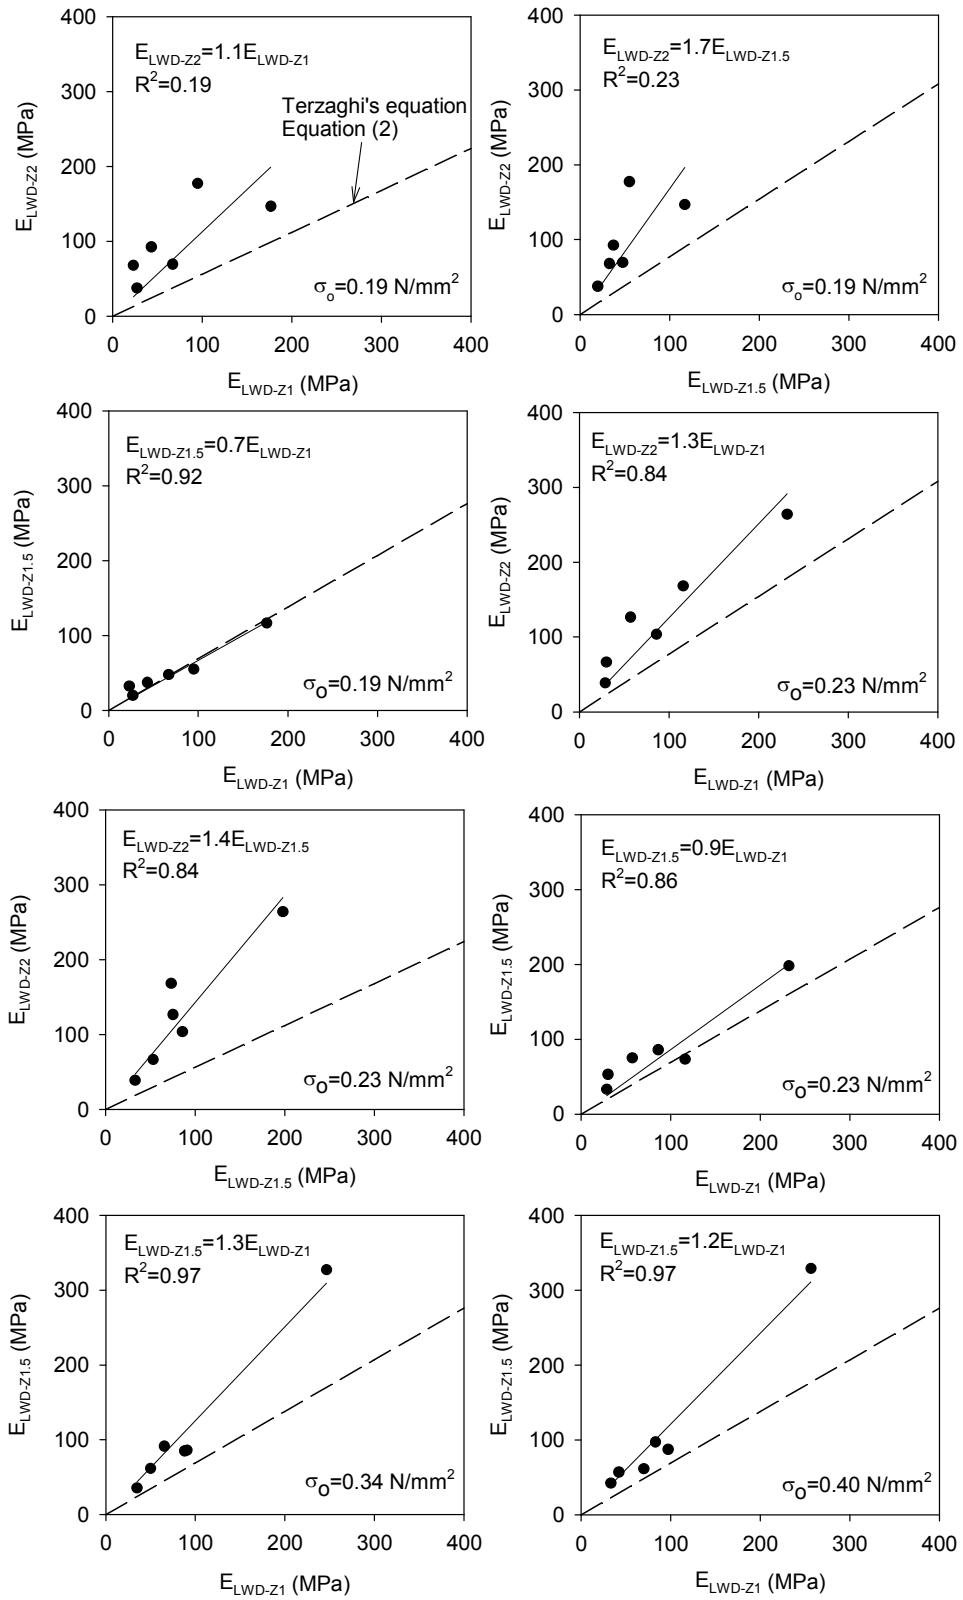 E_LWD-Z2=1.1E_LWD-Z1
R²=0.19
Terzaghi's equation
Equation (2)
σ_o=0.19 N/mm²
E_LWD-Z2 (MPa)
400
300
200
100
0
0 100 200 300 400
E_LWD-Z1 (MPa)
E_LWD-Z2=1.7E_LWD-Z1.5
R²=0.23
σ_o=0.19 N/mm²
E_LWD-Z2 (MPa)
400
300
200
100
0
0 100 200 300 400
E_LWD-Z1.5 (MPa)
E_LWD-Z1.5=0.7E_LWD-Z1
R²=0.92
σ_o=0.19 N/mm²
E_LWD-Z1.5 (MPa)
400
300
200
100
0
0 100 200 300 400
E_LWD-Z1 (MPa)
E_LWD-Z2=1.3E_LWD-Z1
R²=0.84
σ_o=0.23 N/mm²
E_LWD-Z2 (MPa)
400
300
200
100
0
0 100 200 300 400
E_LWD-Z1 (MPa)
E_LWD-Z2=1.4E_LWD-Z1.5
R²=0.84
σ_o=0.23 N/mm²
E_LWD-Z2 (MPa)
400
300
200
100
0
0 100 200 300 400
E_LWD-Z1.5 (MPa)
E_LWD-Z1.5=0.9E_LWD-Z1
R²=0.86
σ_o=0.23 N/mm²
E_LWD-Z1.5 (MPa)
400
300
200
100
0
0 100 200 300 400
E_LWD-Z1 (MPa)
E_LWD-Z1.5=1.3E_LWD-Z1
R²=0.97
σ_o=0.34 N/mm²
E_LWD-Z1.5 (MPa)
400
300
200
100
0
0 100 200 300 400
E_LWD-Z1 (MPa)
E_LWD-Z1.5=1.2E_LWD-Z1
R²=0.97
σ_o=0.40 N/mm²
E_LWD-Z1.5 (MPa)
400
300
200
100
0
0 100 200 300 400
E_LWD-Z1 (MPa)